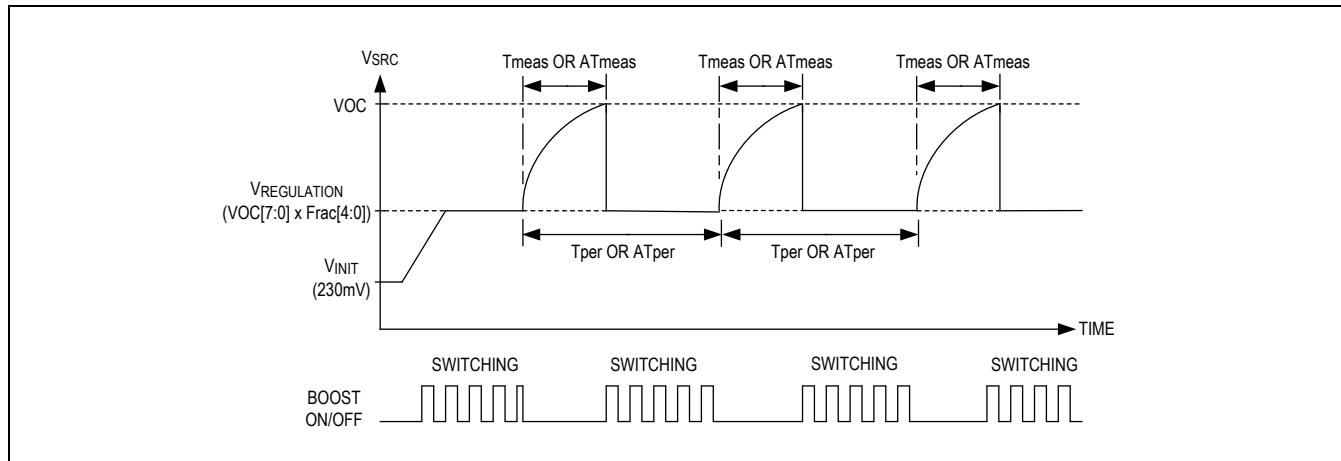 VSRC
Tmeas OR ATmeas
Tmeas OR ATmeas
Tmeas OR ATmeas
VOC
VREGULATION
(VOC[7:0] x Frac[4:0])
Tper OR ATper
Tper OR ATper
VINIT
(230mV)
TIME
SWITCHING
SWITCHING
SWITCHING
SWITCHING
BOOST
ON/OFF